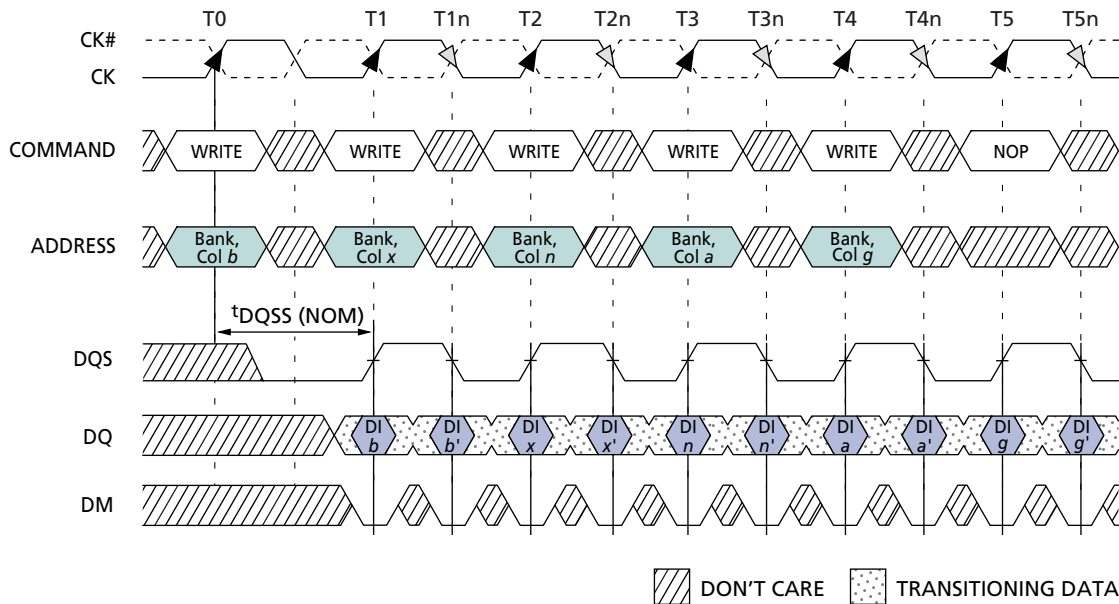 T0 T1 T1n T2 T2n T3 T3n T4 T4n T5 T5n
CK#
CK
COMMAND WRITE WRITE WRITE WRITE WRITE NOP
ADDRESS Bank, Col b Bank, Col x Bank, Col n Bank, Col a Bank, Col g
tDQSS (NOM)
DQS
DQ DI b DI b' DI x DI x' DI n DI n' DI a DI a' DI g DI g'
DM
DON'T CARE TRANSITIONING DATA